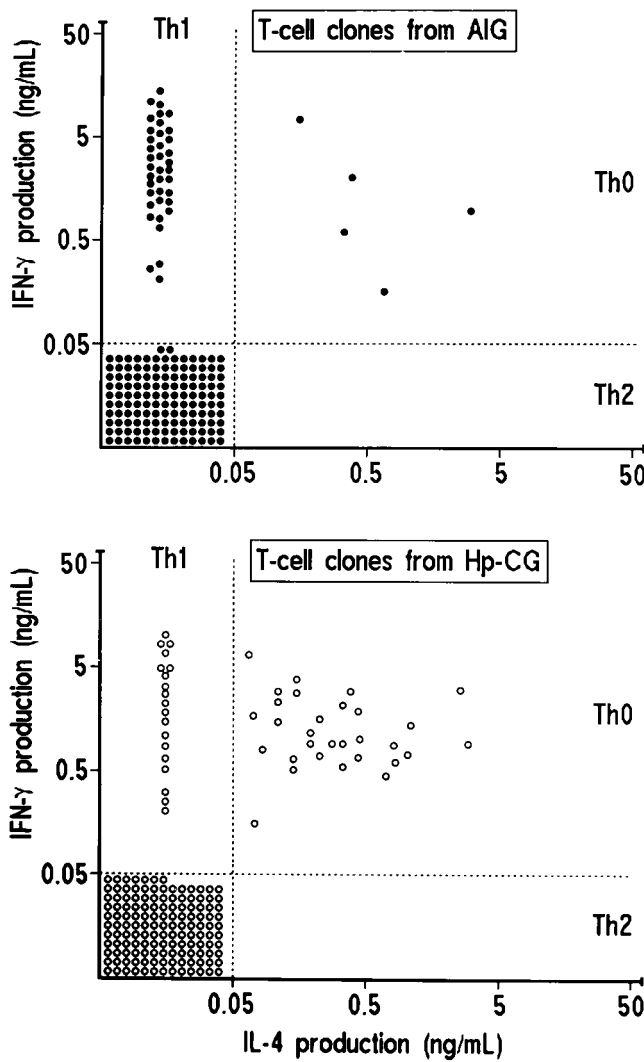 Th1
T-cell clones from AIG
50
5
0.5
0.05
IFN-γ production (ng/mL)
Th0
Th2
0.05
0.5
5
50
Th1
T-cell clones from Hp-CG
50
5
0.5
0.05
IFN-γ production (ng/mL)
Th0
Th2
0.05
0.5
5
50
IL-4 production (ng/mL)